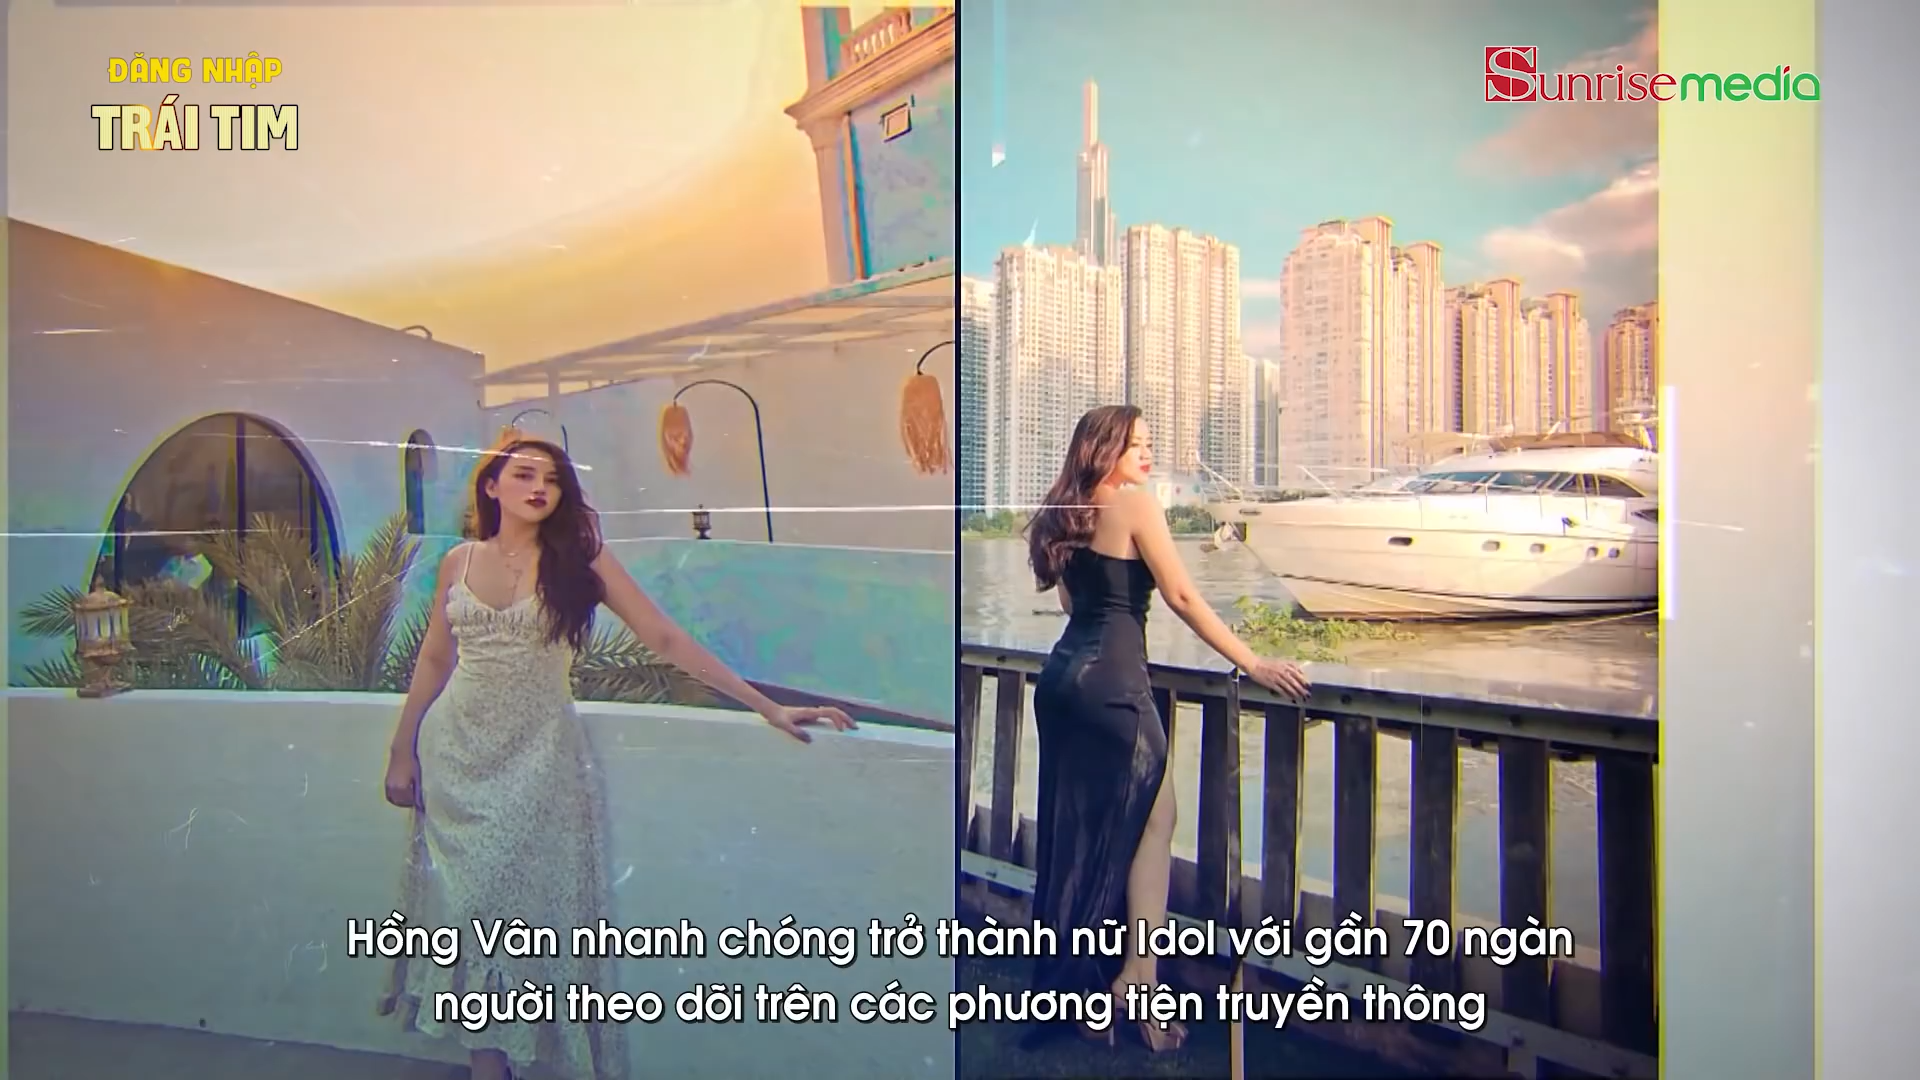 ĐĂNG NHẬP
TRÁI TIM
Sunrisemedia
Hồng Vân nhanh chóng trở thành nữ Idol với gần 70 ngàn
người theo dõi trên các phương tiện truyền thông